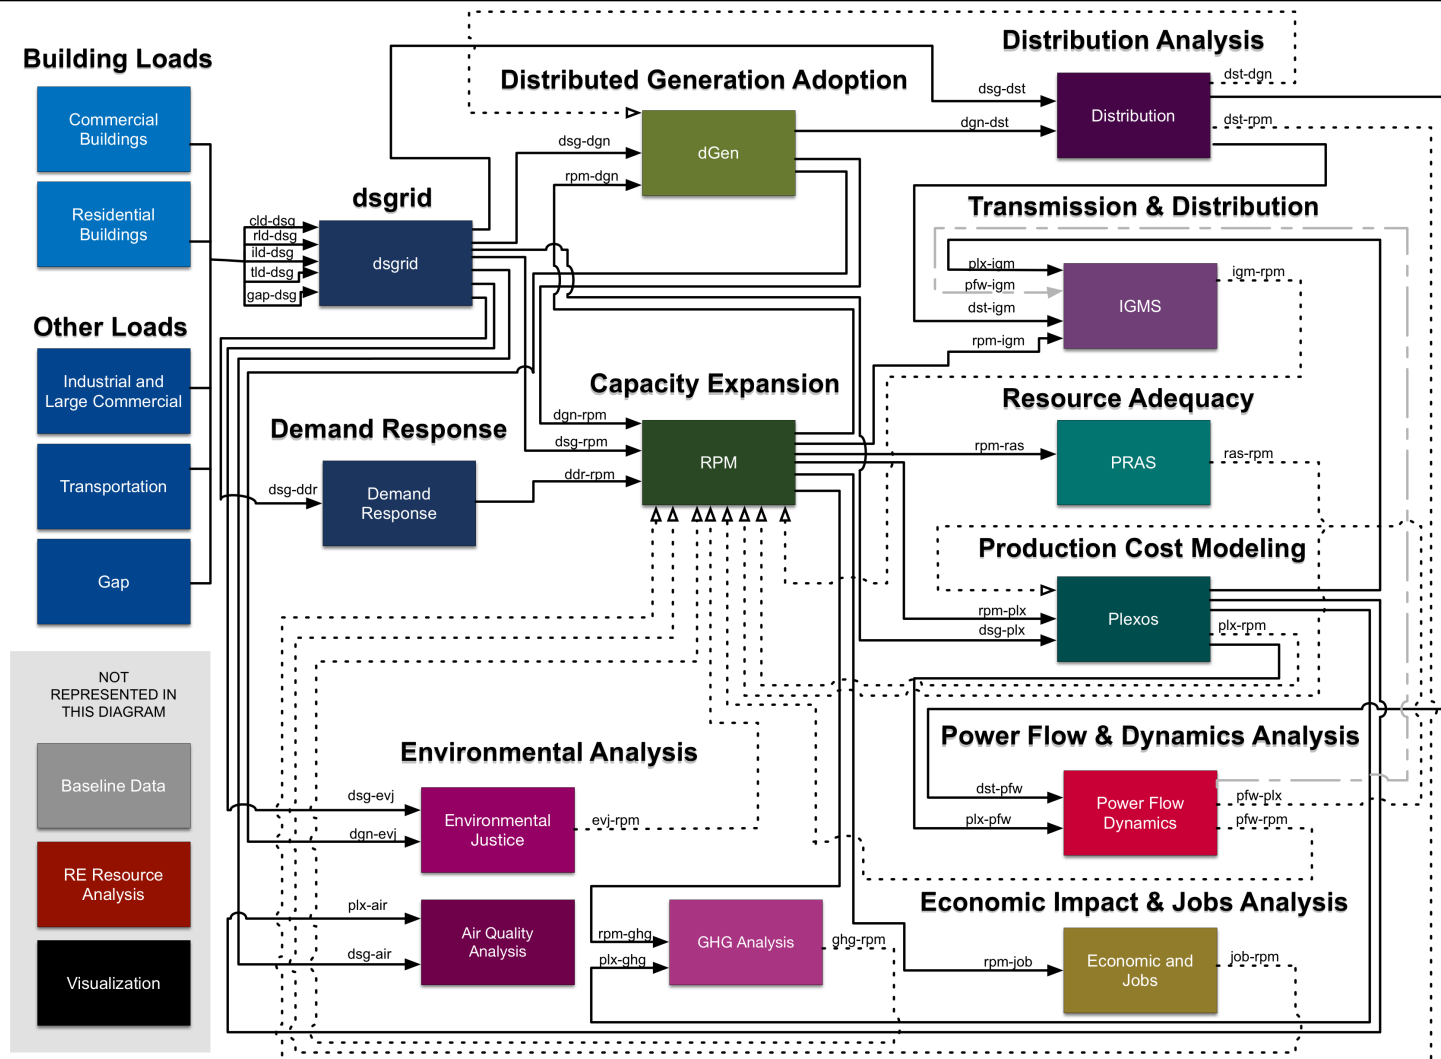 Building Loads
Commercial
Buildings
Residential
Buildings
Other Loads
Industrial and
Large Commercial
Transportation
Gap
NOT
REPRESENTED IN
THIS DIAGRAM
Baseline Data
RE Resource
Analysis
Visualization
dsgrid
cld-dsg
rld-dsg
ild-dsg
tld-dsg
gap-dsg
dsgrid
Demand Response
dsg-ddr
Demand
Response
Distributed Generation Adoption
dsg-dgn
rpm-dgn
dGen
Capacity Expansion
dgn-rpm
dsg-rpm
ddr-rpm
RPM
Environmental Analysis
dsg-evj
dgn-evj
Environmental
Justice
evj-rpm
plx-air
dsg-air
Air Quality
Analysis
rpm-ghg
plx-ghg
GHG Analysis
ghg-rpm
Distribution Analysis
dsg-dst
dgn-dst
Distribution
dst-dgn
dst-rpm
Transmission & Distribution
plx-igm
pfw-igm
dst-igm
rpm-igm
IGMS
igm-rpm
Resource Adequacy
rpm-ras
PRAS
ras-rpm
Production Cost Modeling
rpm-plx
dsg-plx
Plexos
plx-rpm
Power Flow & Dynamics Analysis
dst-pfw
plx-pfw
Power Flow
Dynamics
pfw-plx
pfw-rpm
Economic Impact & Jobs Analysis
rpm-job
Economic and
Jobs
job-rpm